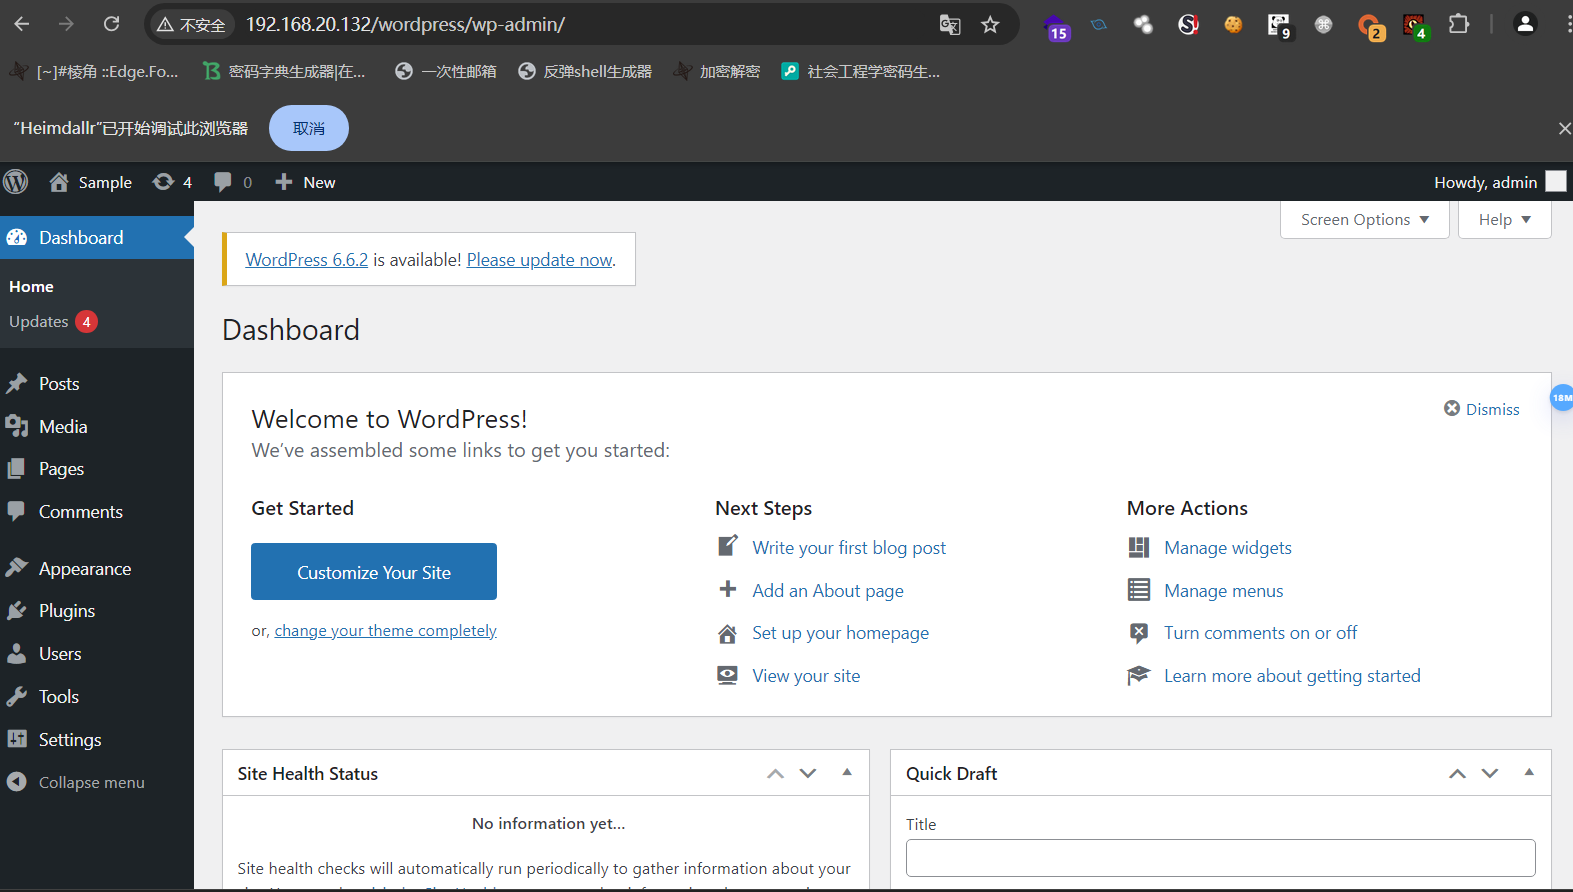 不安全 192.168.20.132/wordpress/wp-admin/ 15 9 2 4
[~]#棱角 ::Edge.Fo... 密码字典生成器|在... 一次性邮箱 反弹shell生成器 加密解密 社会工程学密码生...
“Heimdallr”已开始调试此浏览器 取消
Sample 4 0 New Howdy, admin
Screen Options Help
Dashboard
Home
Updates 4
Posts
Media
Pages
Comments
Appearance
Plugins
Users
Tools
Settings
Collapse menu
WordPress 6.6.2 is available! Please update now.
Dashboard
Welcome to WordPress!
Dismiss
18M
We’ve assembled some links to get you started:
Get Started
Customize Your Site
or, change your theme completely
Next Steps
Write your first blog post
Add an About page
Set up your homepage
View your site
More Actions
Manage widgets
Manage menus
Turn comments on or off
Learn more about getting started
Site Health Status
No information yet...
Site health checks will automatically run periodically to gather information about your
Quick Draft
Title